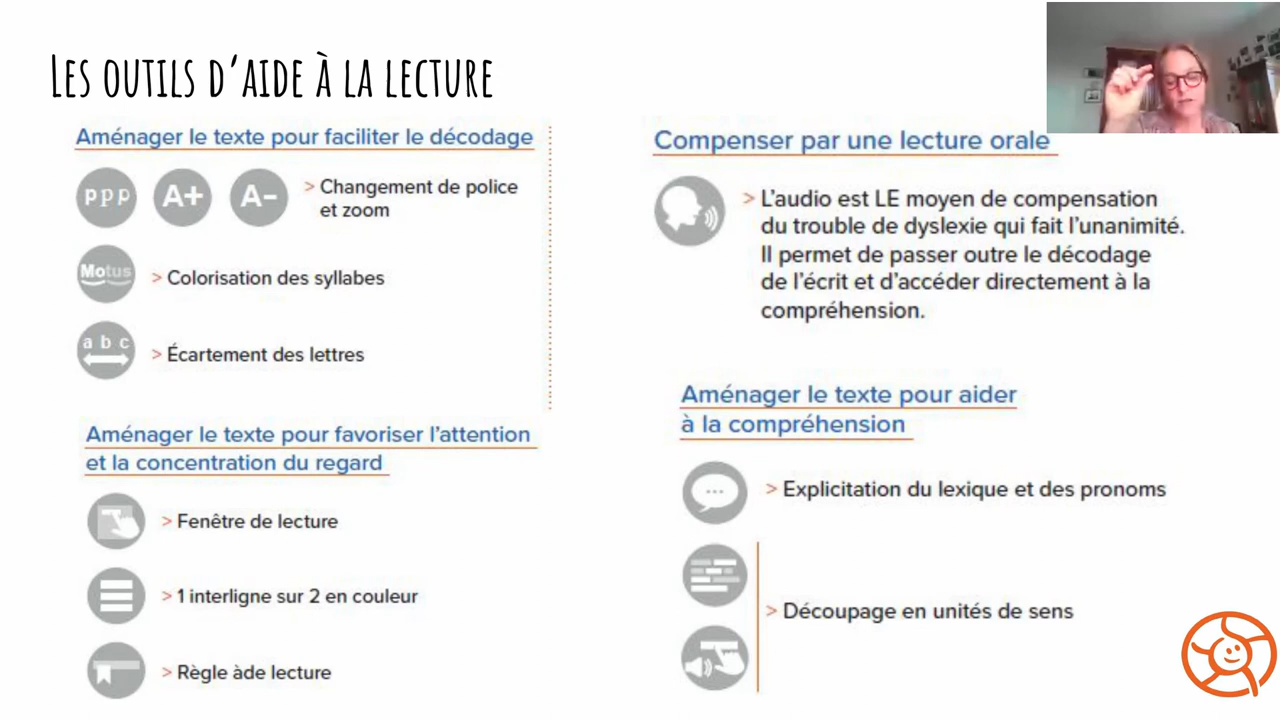 LES OUTILS D'AIDE À LA LECTURE
Aménager le texte pour faciliter le décodage
ppp A+ A-
> Changement de police
et zoom
Motus
> Colorisation des syllabes
a b c
> Écartement des lettres
Aménager le texte pour favoriser l'attention
et la concentration du regard
> Fenêtre de lecture
> 1 interligne sur 2 en couleur
> Règle àde lecture
Compenser par une lecture orale
> L'audio est LE moyen de compensation
du trouble de dyslexie qui fait l'unanimité.
Il permet de passer outre le décodage
de l'écrit et d'accéder directement à la
compréhension.
Aménager le texte pour aider
à la compréhension
...
> Explicitation du lexique et des pronoms
> Découpage en unités de sens